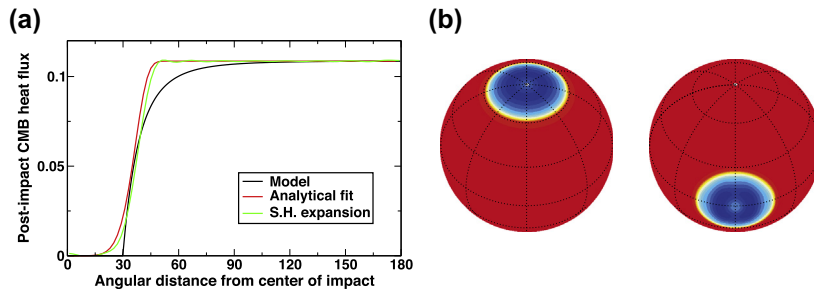 (a)
(b)
Post-impact CMB heat flux
0.1
0.05
0
Model
Analytical fit
S.H. expansion
0 30 60 90 120 150 180
Angular distance from center of impact